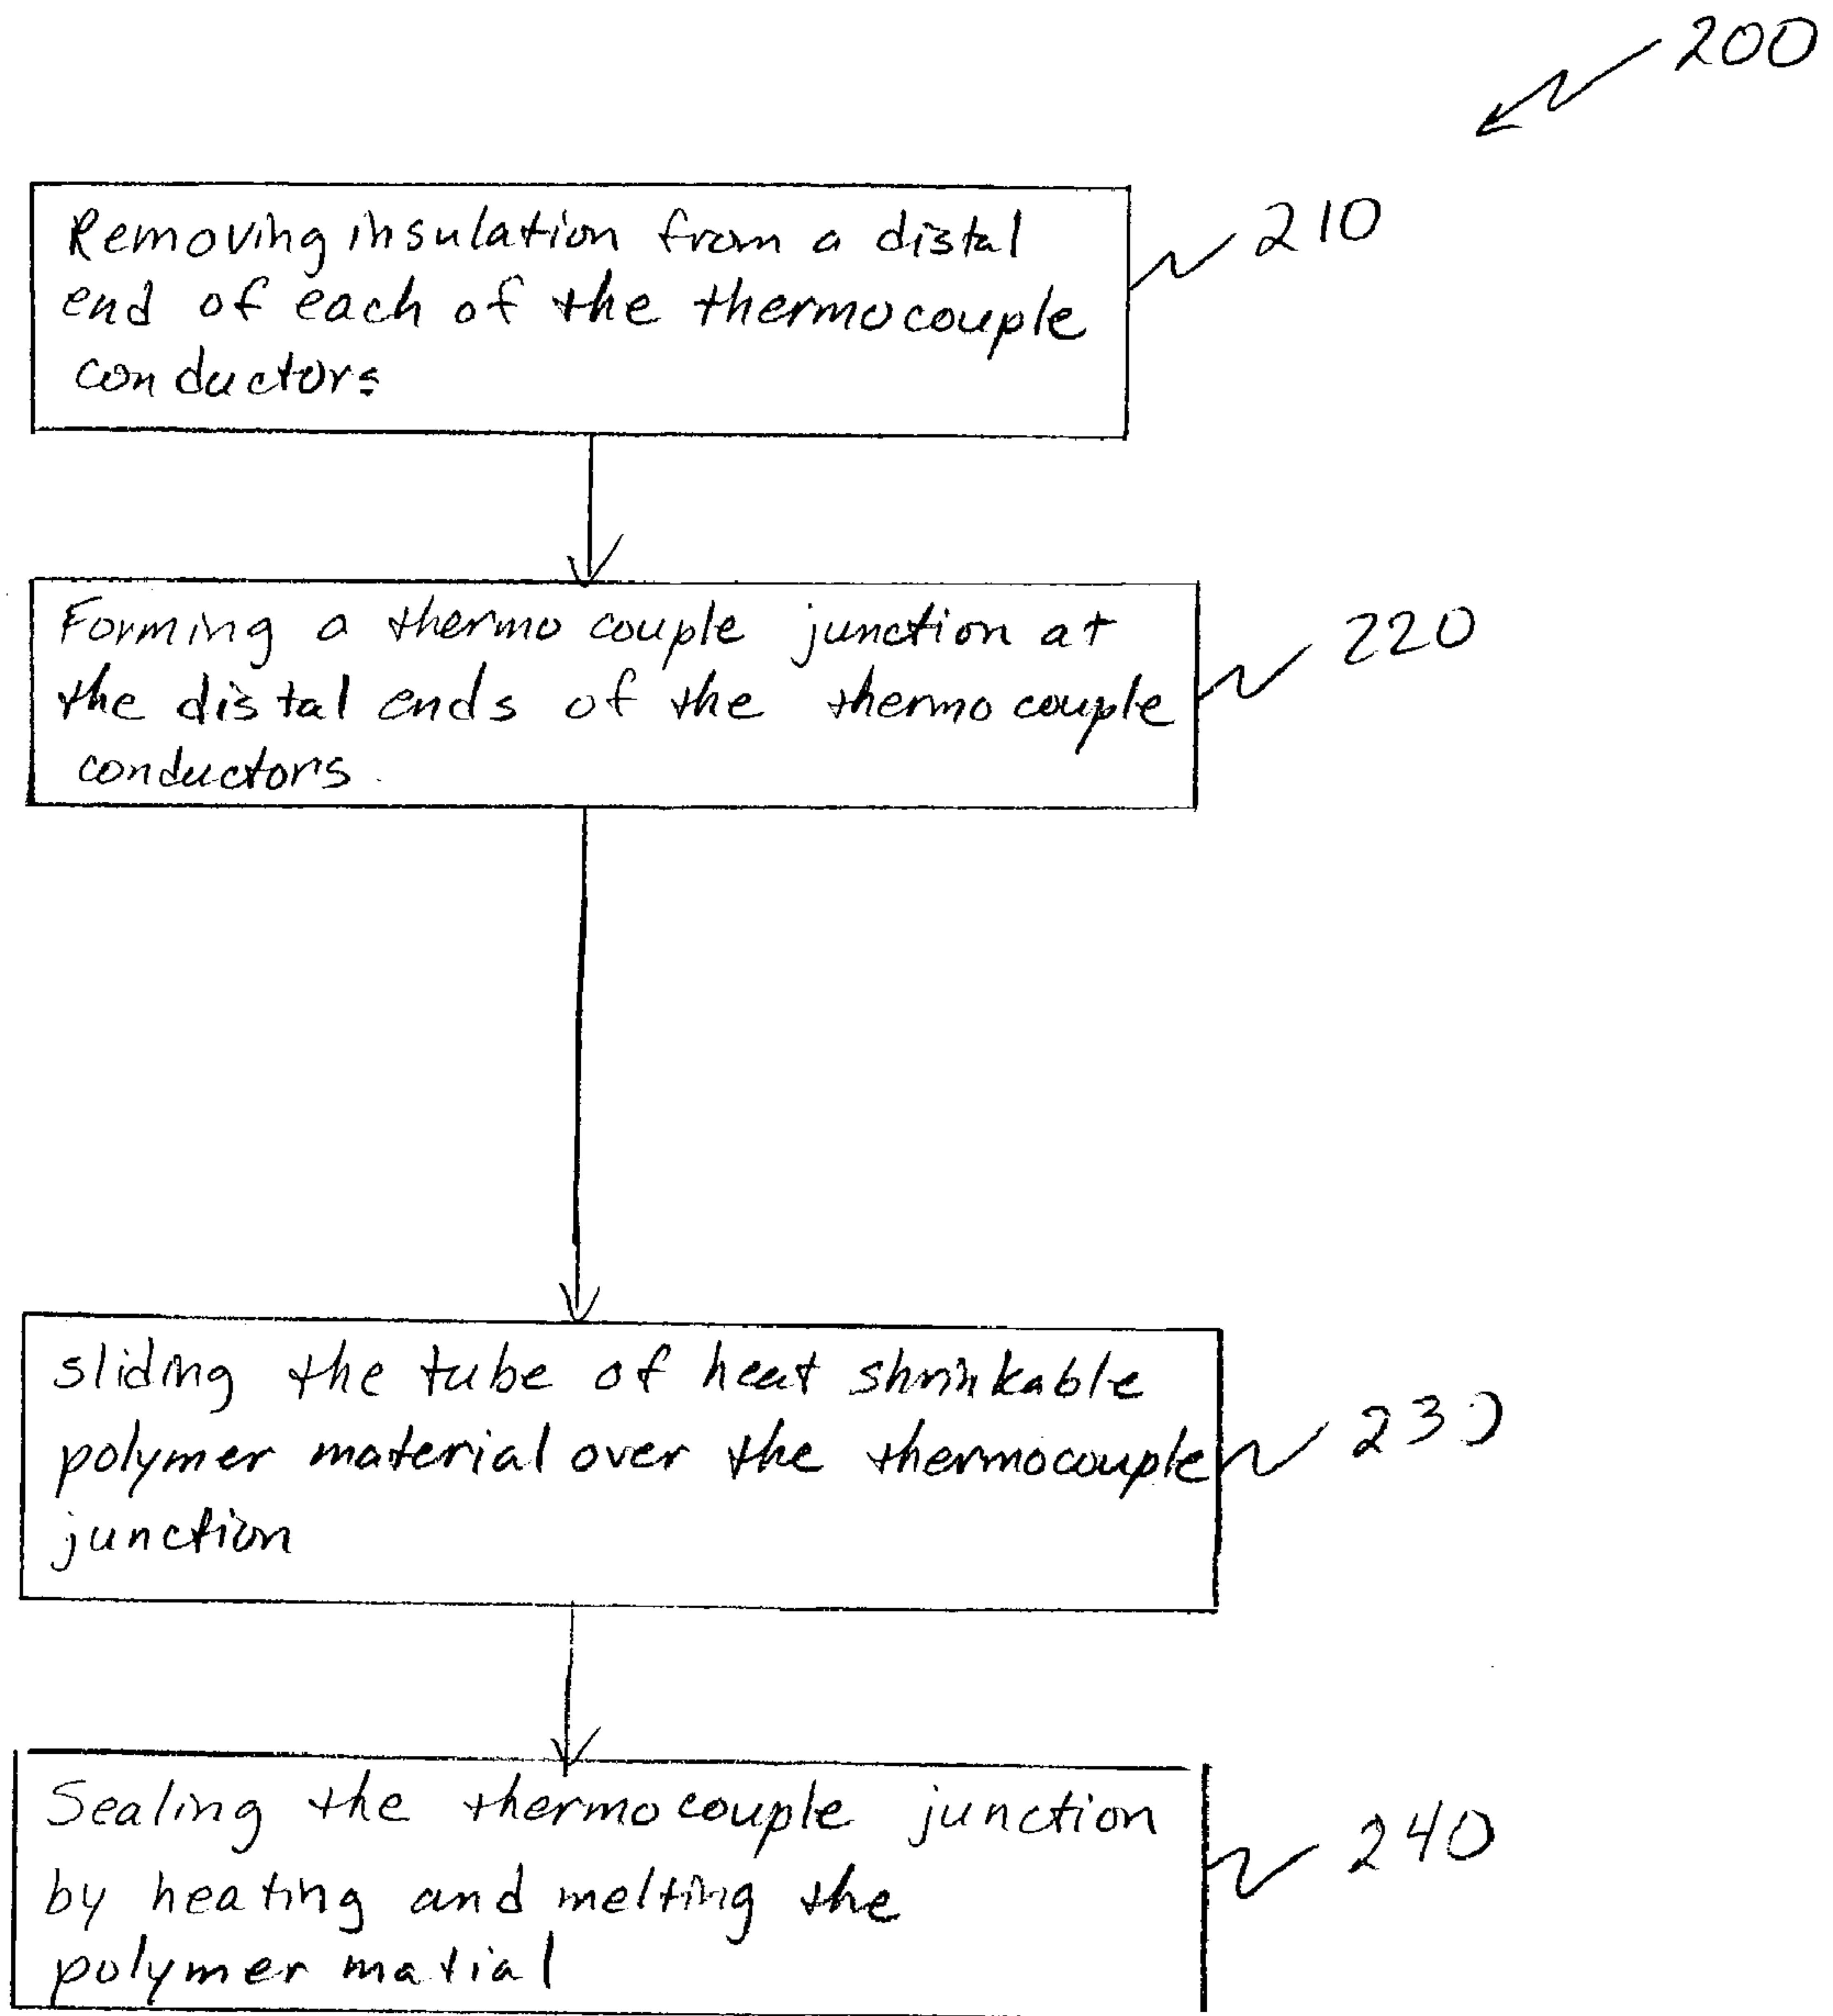 200
Removing insulation from a distal
end of each of the thermocouple
conductors
210
Forming a thermo couple junction at
the distal ends of the thermo couple
conductors.
220
sliding the tube of heat shrinkable
polymer material over the thermocouple
junction
230
Sealing the thermocouple junction
by heating and melting the
polymer matial
240